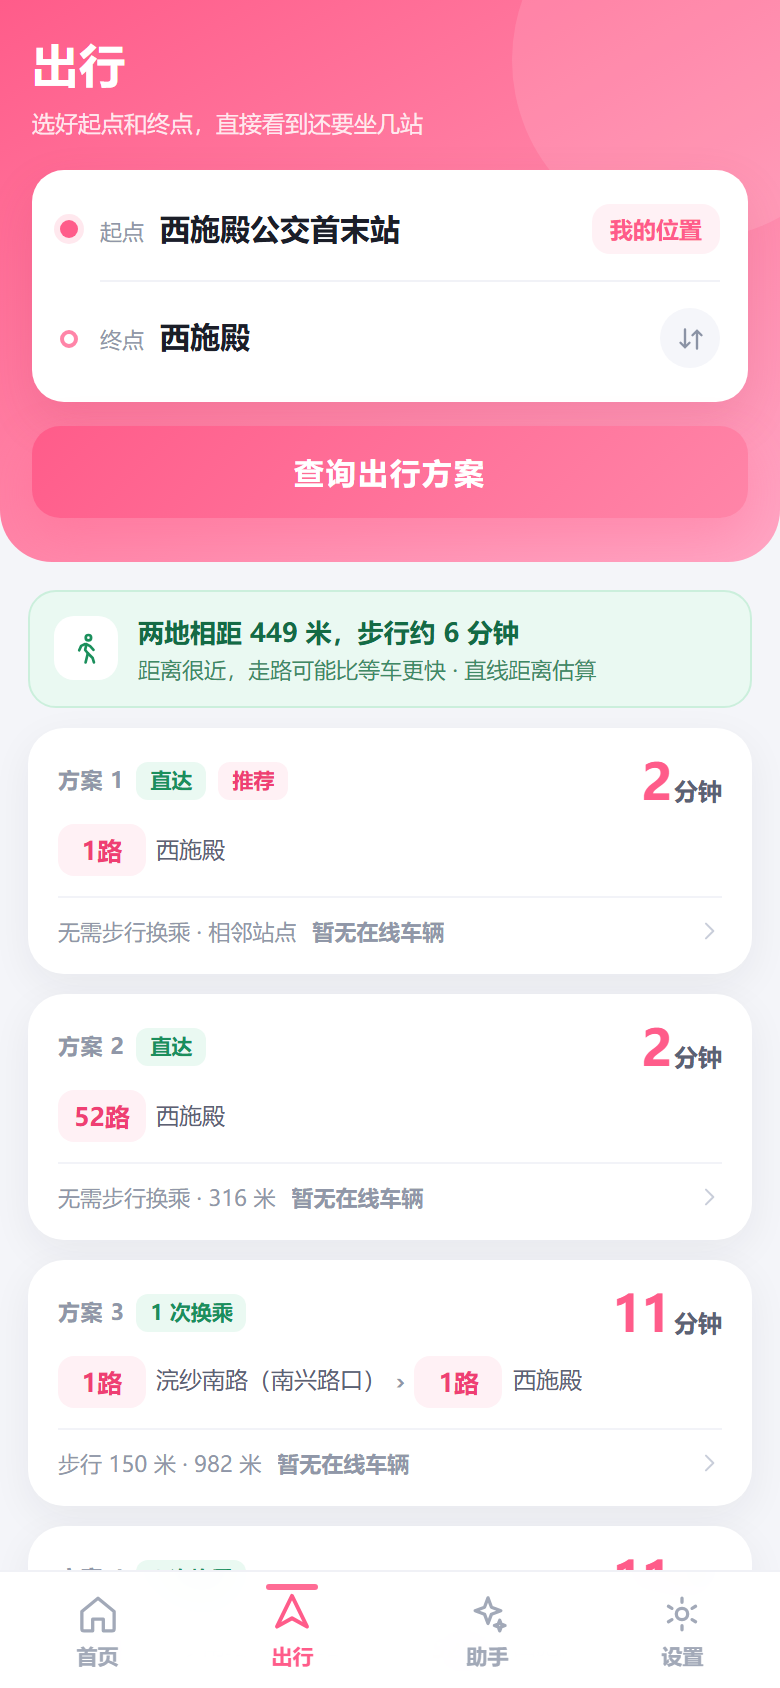 出行
选好起点和终点，直接看到还要坐几站
起点 西施殿公交首末站 我的位置
终点 西施殿
查询出行方案
两地相距 449 米，步行约 6 分钟
距离很近，走路可能比等车更快 · 直线距离估算
方案 1 直达 推荐 2分钟
1路 西施殿
无需步行换乘 · 相邻站点 暂无在线车辆
方案 2 直达 2分钟
52路 西施殿
无需步行换乘 · 316 米 暂无在线车辆
方案 3 1 次换乘 11分钟
1路 浣纱南路（南兴路口） › 1路 西施殿
步行 150 米 · 982 米 暂无在线车辆
11
首页 出行 助手 设置